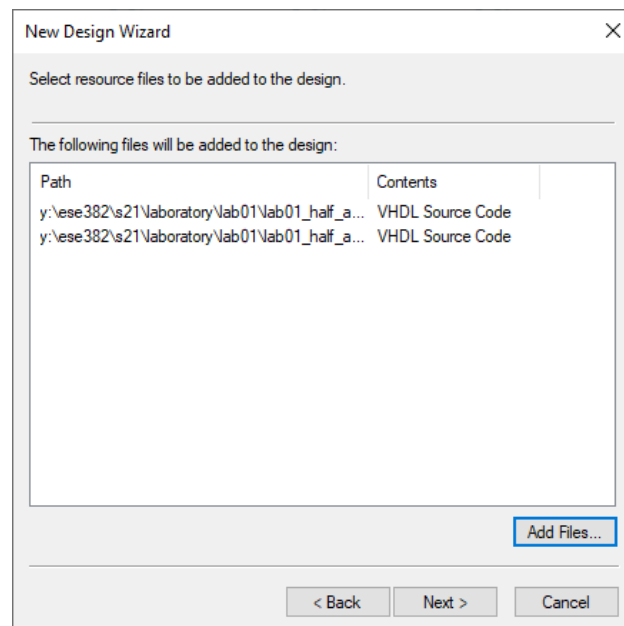 New Design Wizard
Select resource files to be added to the design.
The following files will be added to the design:
Path Contents
y:\ese382\s21\laboratory\lab01\lab01_half_a... VHDL Source Code
y:\ese382\s21\laboratory\lab01\lab01_half_a... VHDL Source Code
Add Files...
< Back Next > Cancel